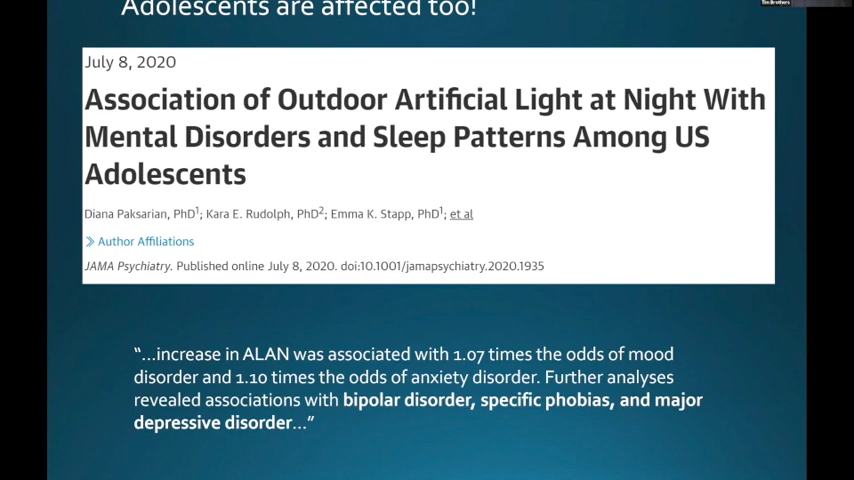 Adolescents are affected too!
Tim Brothers
July 8, 2020
Association of Outdoor Artificial Light at Night With
Mental Disorders and Sleep Patterns Among US
Adolescents
Diana Paksarian, PhD1; Kara E. Rudolph, PhD2; Emma K. Stapp, PhD1; et al
» Author Affiliations
JAMA Psychiatry. Published online July 8, 2020. doi:10.1001/jamapsychiatry.2020.1935
“…increase in ALAN was associated with 1.07 times the odds of mood
disorder and 1.10 times the odds of anxiety disorder. Further analyses
revealed associations with bipolar disorder, specific phobias, and major
depressive disorder…”